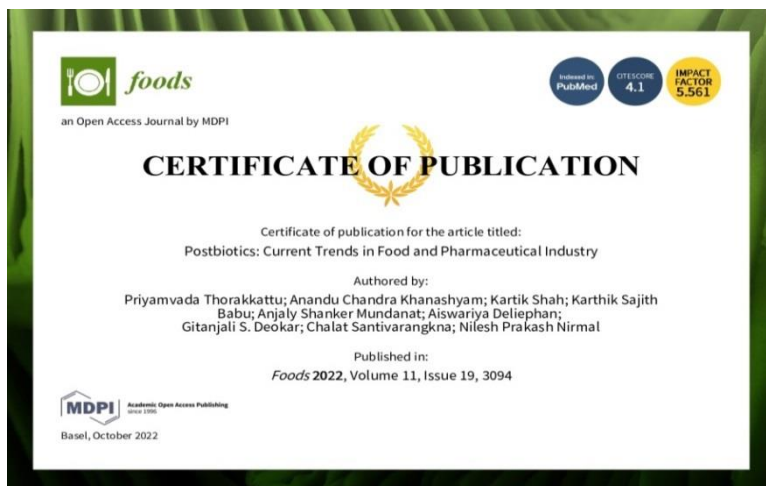 foods
Indexed in:
PubMed
CITESCORE
4.1
IMPACT
FACTOR
5.561
an Open Access Journal by MDPI
CERTIFICATE OF PUBLICATION
Certificate of publication for the article titled:
Postbiotics: Current Trends in Food and Pharmaceutical Industry
Authored by:
Priyamvada Thorakkattu; Anandu Chandra Khanashyam; Kartik Shah; Karthik Sajith
Babu; Anjaly Shanker Mundanat; Aiswariya Deliephan;
Gitanjali S. Deokar; Chalat Santivarangkna; Nilesh Prakash Nirmal
Published in:
Foods 2022, Volume 11, Issue 19, 3094
MDPI
Academic Open Access Publishing
since 1996
Basel, October 2022